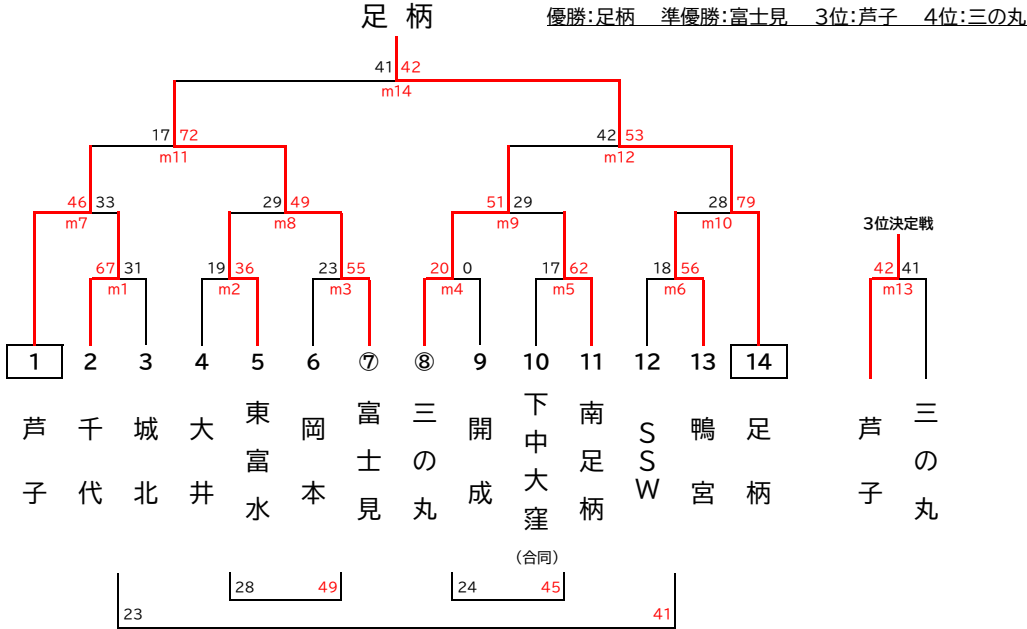 足 柄
優勝：足柄 準優勝：富士見 3位：芦子 4位：三の丸
41 42
m14
17 72
m11
42 53
m12
46 33
m7
29 49
m8
51 29
m9
28 79
m10
3位決定戦
67 31
m1
19 36
m2
23 55
m3
20 0
m4
17 62
m5
18 56
m6
42 41
m13
1 2 3 4 5 6 ⑦ ⑧ 9 10 11 12 13 14
芦子
千代
城北
大井
東富水
岡本
富士見
三の丸
開成
下中大窪
（合同）
南足柄
SSW
鴨宮
足柄
芦子
三の丸
28 49
24 45
23 41